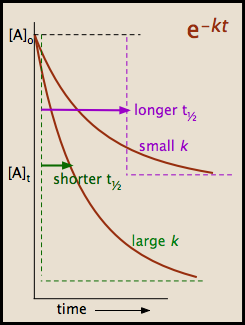 e⁻ᵏᵗ
[A]ₒ
longer t½
small k
[A]ₜ
shorter t½
large k
time